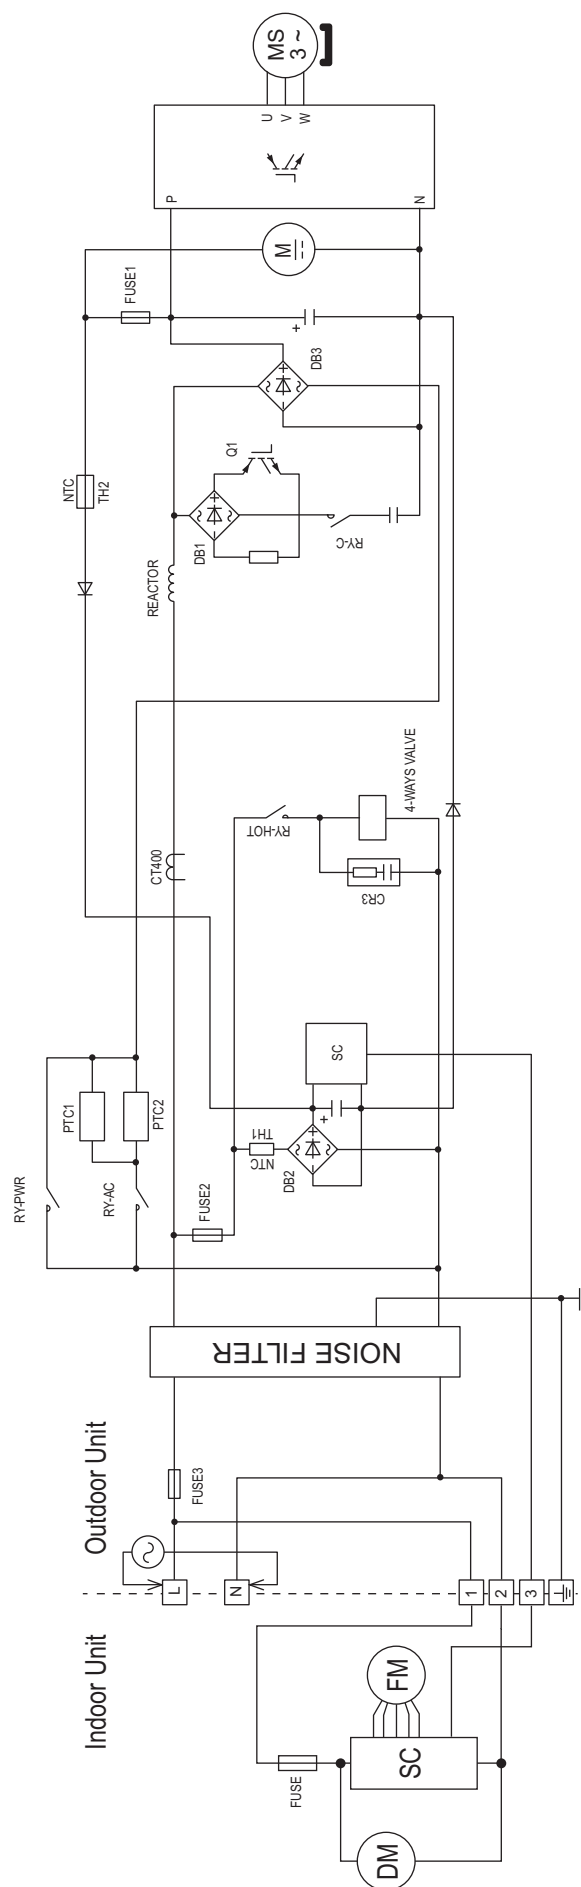 MS
3 ~
U
V
W
P
N
M
FUSE1
+
DB3
NTC
TH2
Q1
DB1
RY-C
REACTOR
4-WAYS VALVE
RY-HOT
CR3
CT400
SC
+
PTC1
PTC2
TH1
NTC
DB2
RY-PWR
RY-AC
FUSE2
NOISE FILTER
Outdoor Unit
FUSE3
L
N
1
2
3
Indoor Unit
FM
SC
FUSE
DM